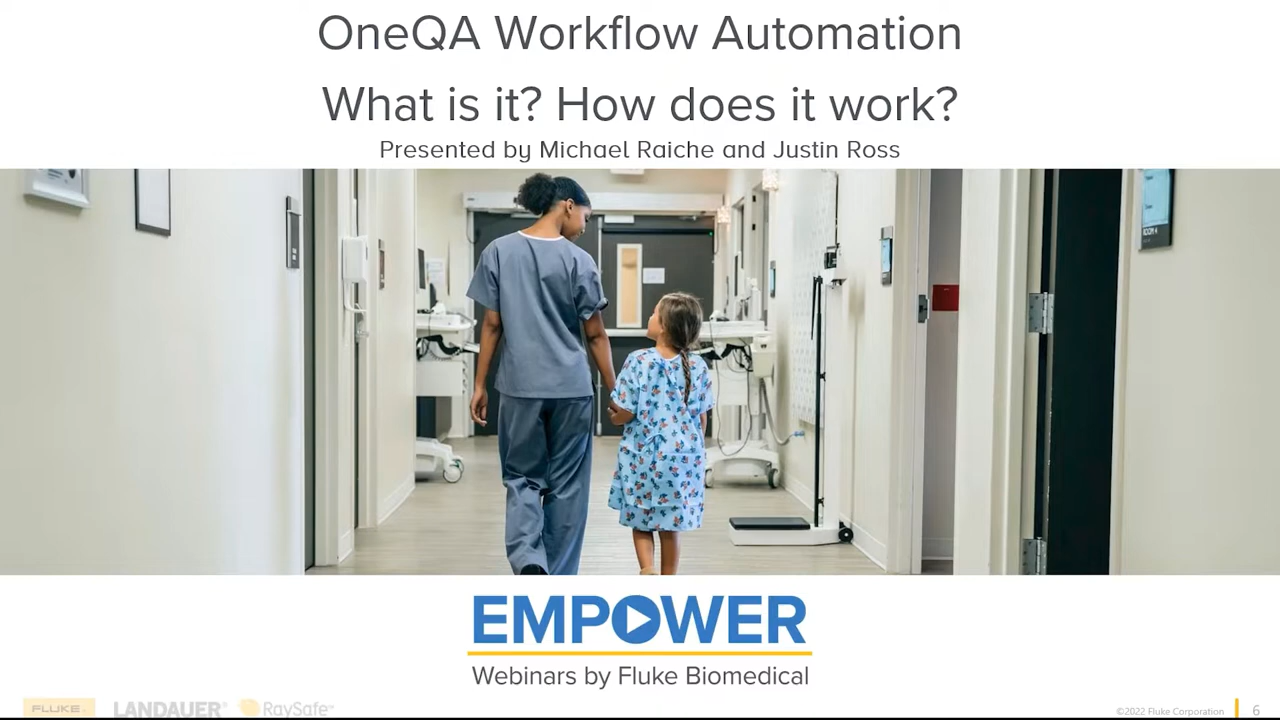 OneQA Workflow Automation
What is it? How does it work?
Presented by Michael Raiche and Justin Ross
EMPOWER
Webinars by Fluke Biomedical
FLUKE®
LANDAUER®
RaySafe™
©2022 Fluke Corporation
6